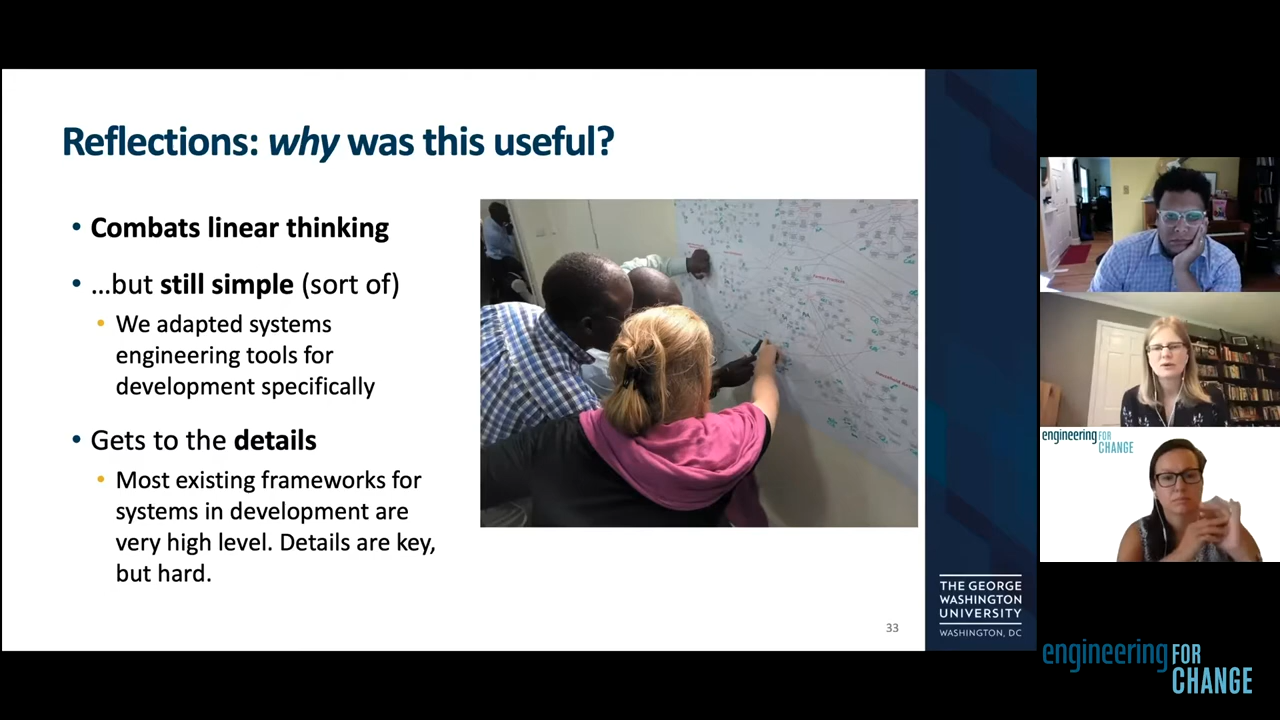 Reflections: why was this useful?
• Combats linear thinking
• ...but still simple (sort of)
• We adapted systems
engineering tools for
development specifically
• Gets to the details
• Most existing frameworks for
systems in development are
very high level. Details are key,
but hard.
33
THE GEORGE
WASHINGTON
UNIVERSITY
WASHINGTON, DC
engineering FOR
CHANGE
engineering FOR
CHANGE